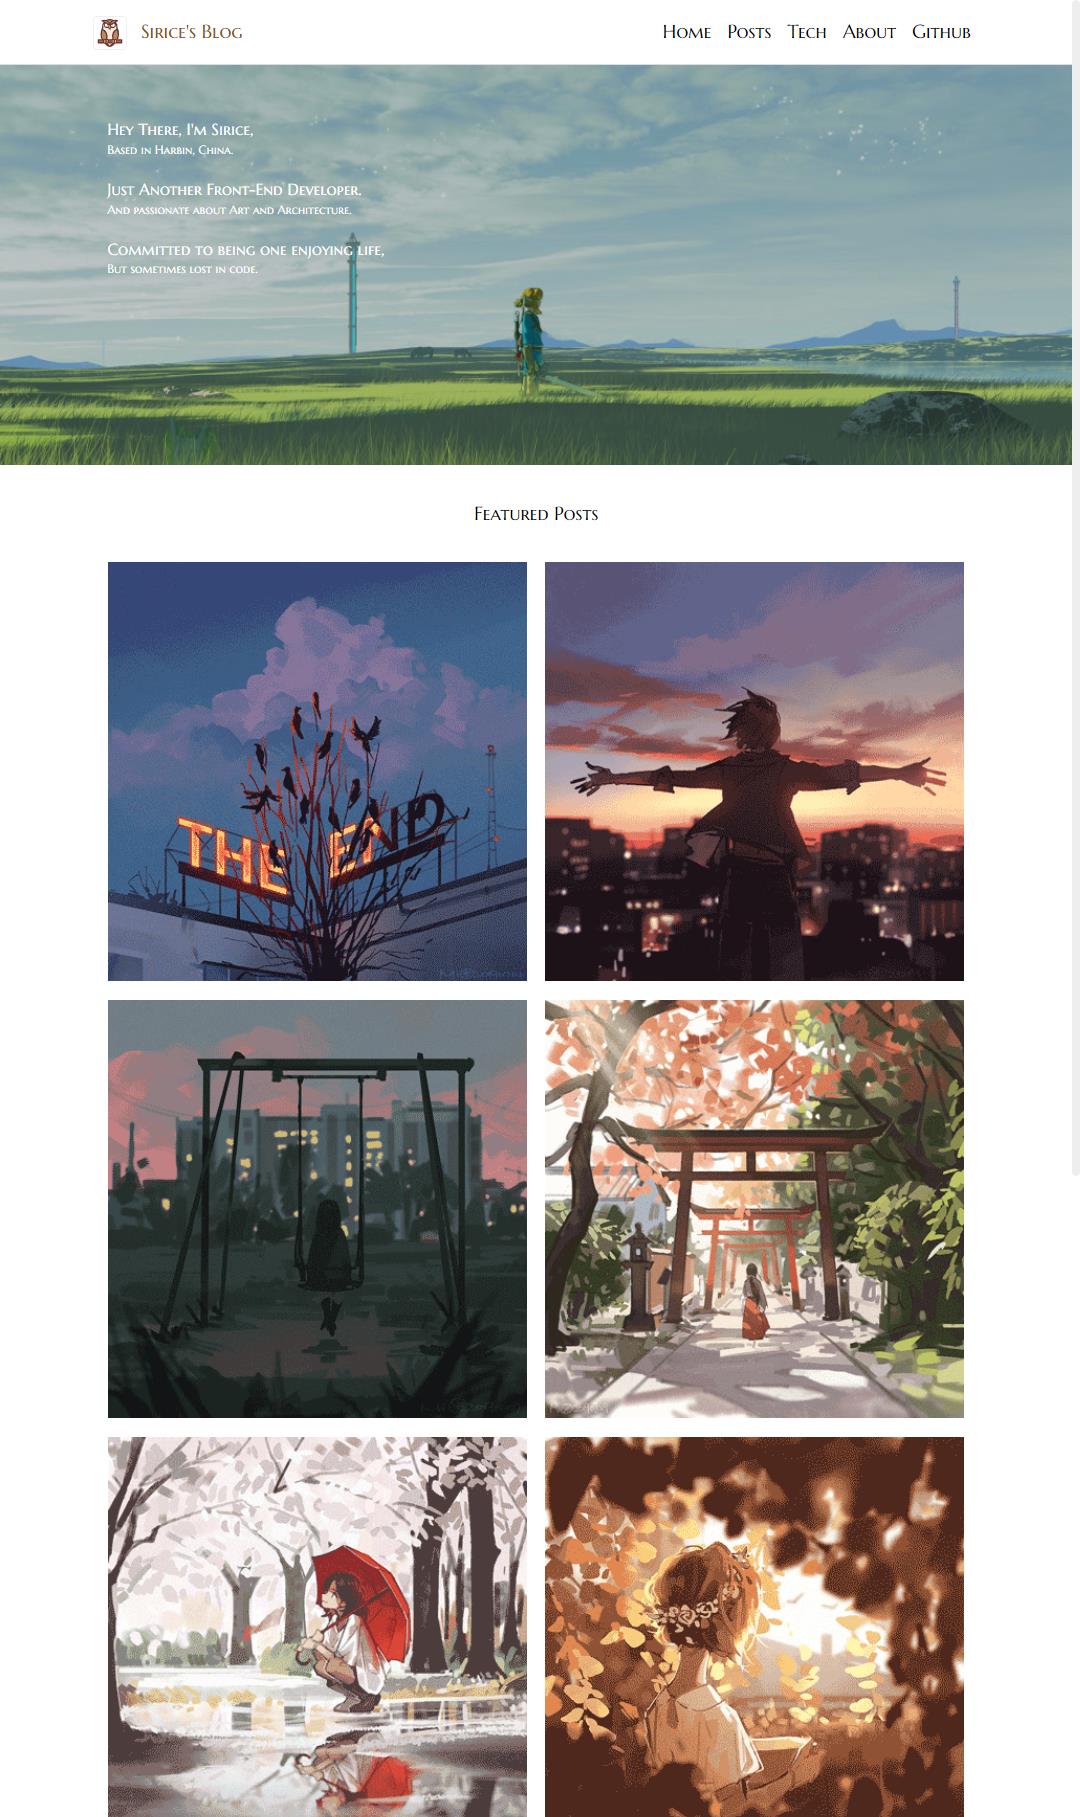 Sirice's Blog
Home Posts Tech About Github
Hey There, I'm Sirice,
Based in Harbin, China.
Just Another Front-End Developer.
And passionate about Art and Architecture.
Committed to being one enjoying life,
But sometimes lost in code.
Featured Posts
THE END